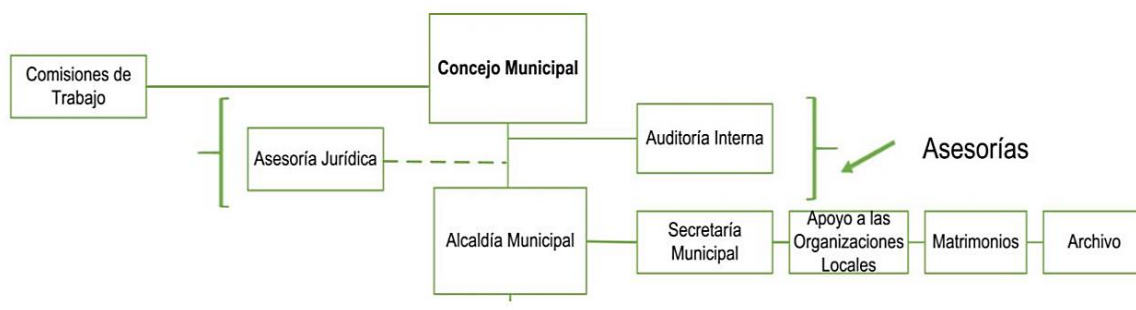 Comisiones de
Trabajo
Concejo Municipal
Asesoría Jurídica
Auditoría Interna
Asesorías
Alcaldía Municipal
Secretaría
Municipal
Apoyo a las
Organizaciones
Locales
Matrimonios
Archivo